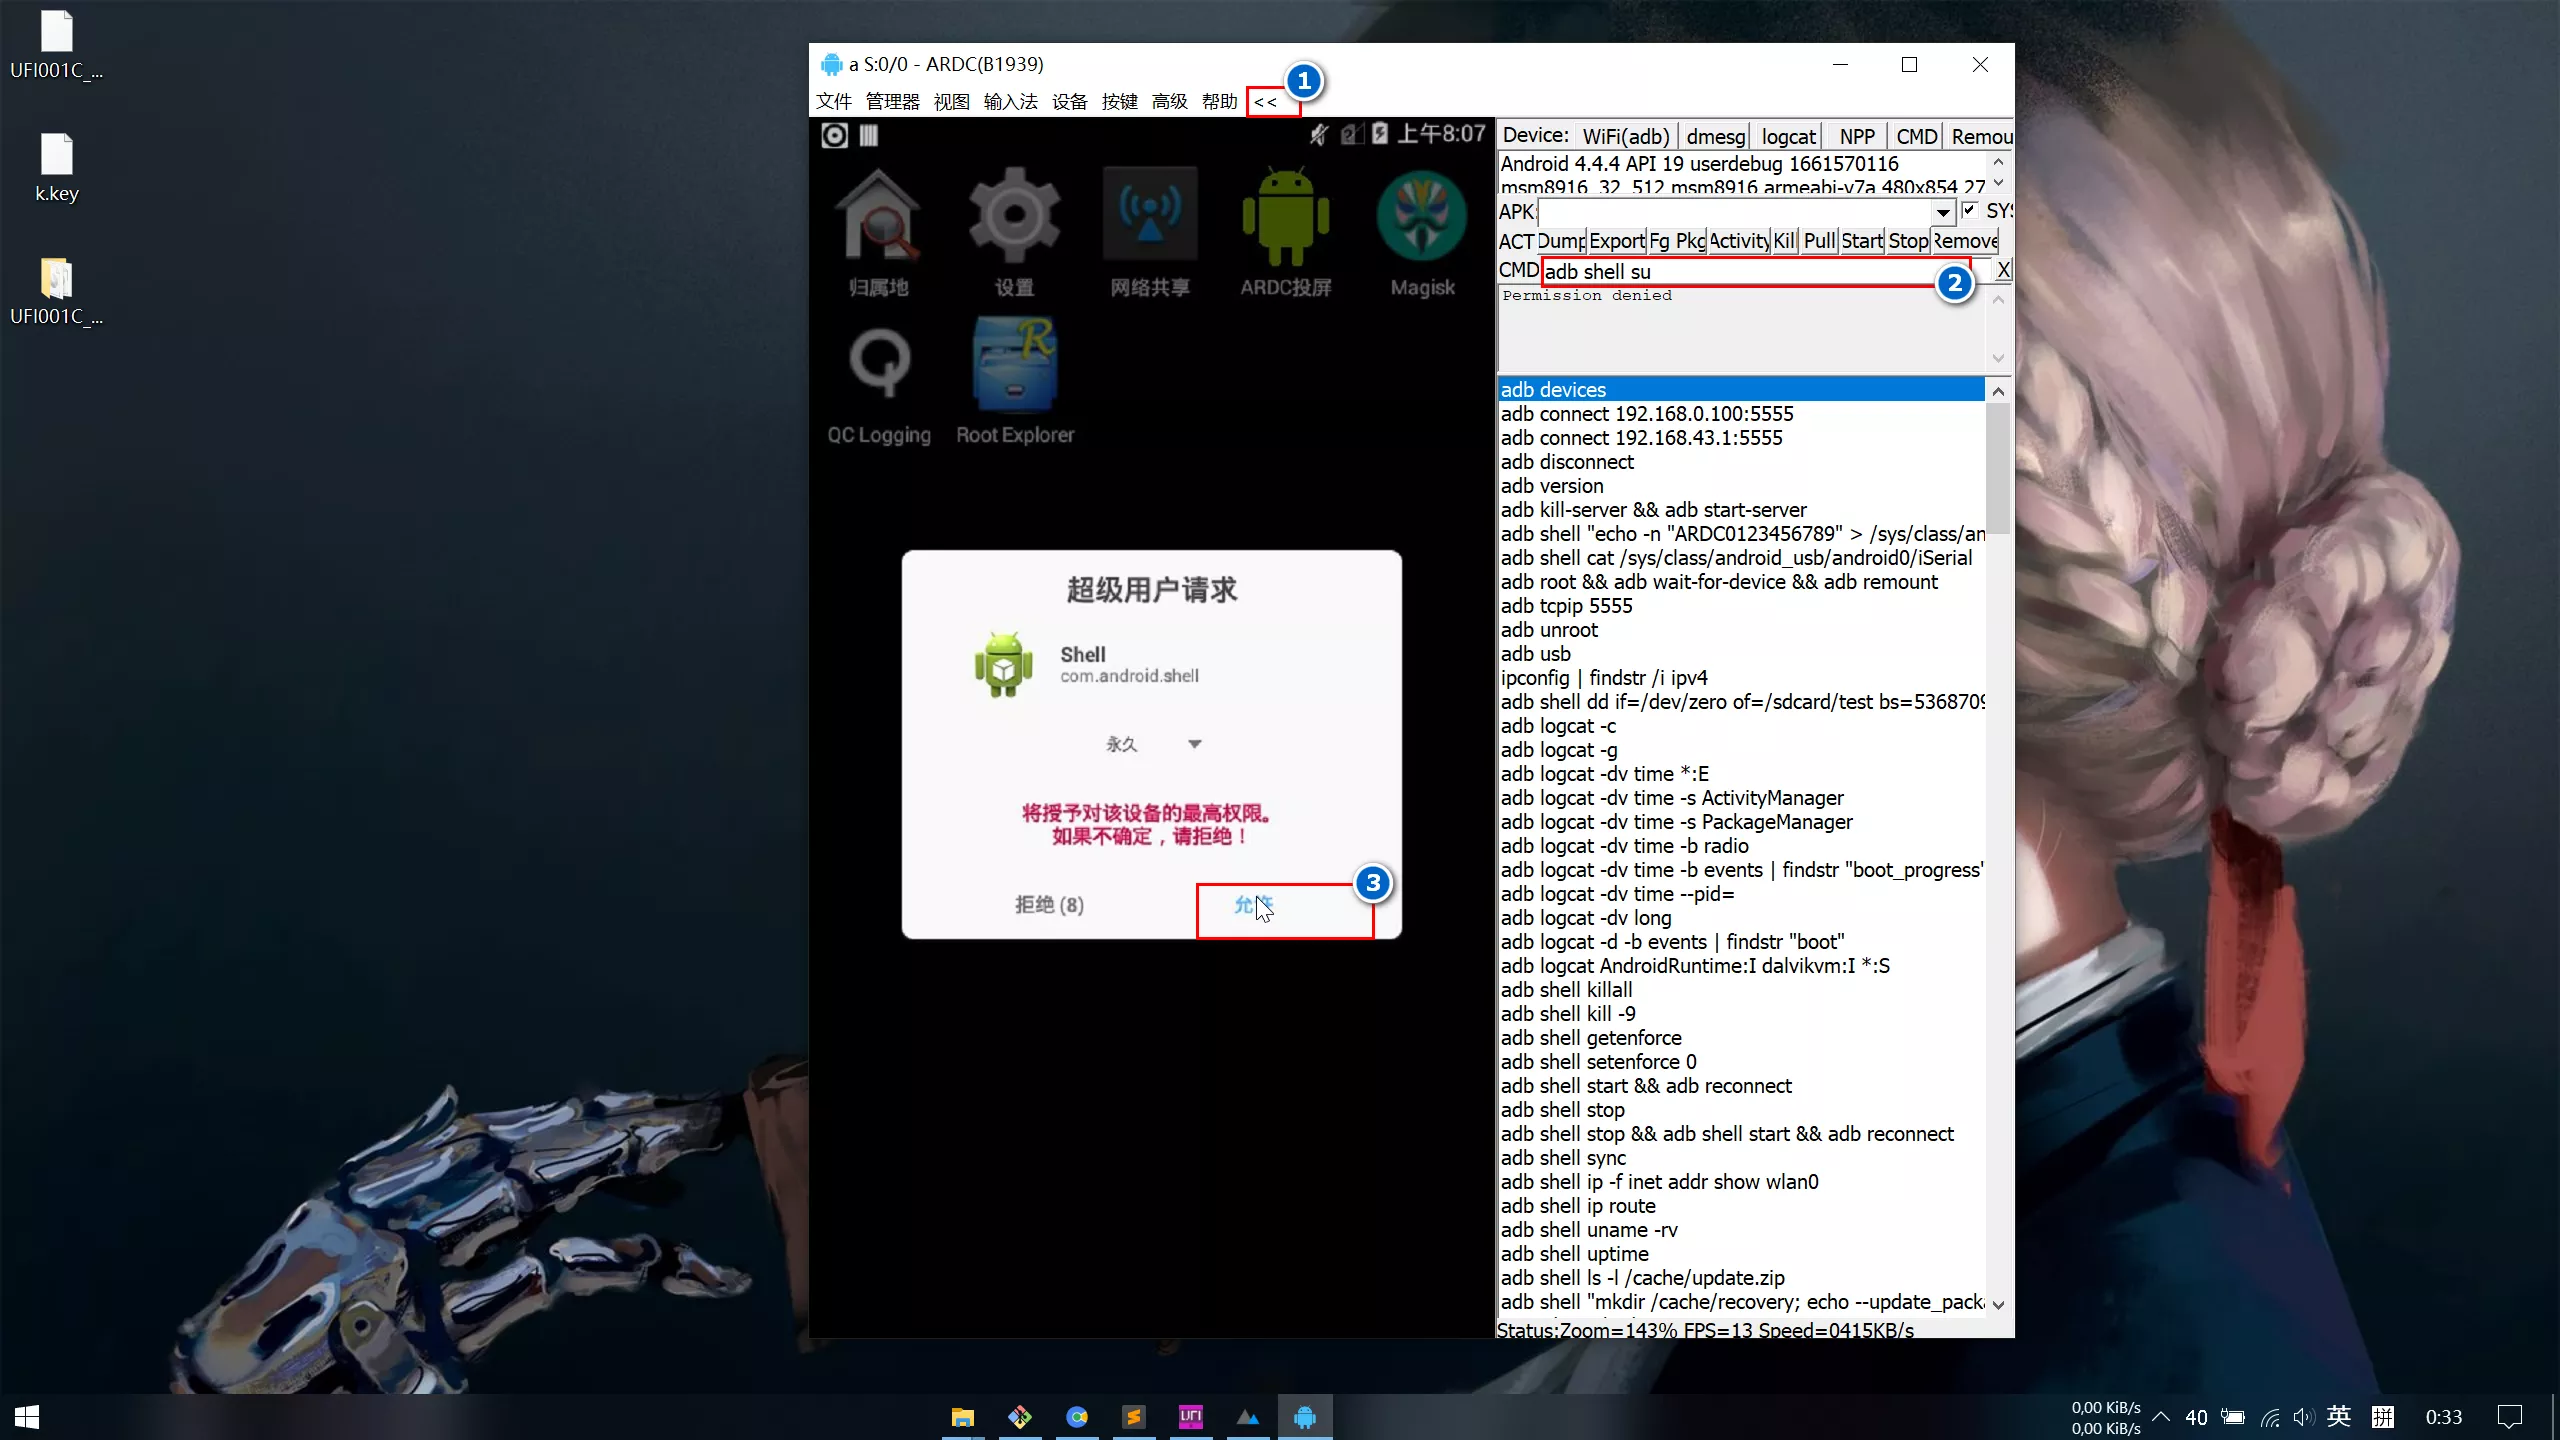 UFI001C_...
k.key
UFI001C_...
a S:0/0 - ARDC(B1939)
1
文件 管理器 视图 输入法 设备 按键 高级 帮助 <<
上午8:07
归属地 设置 网络共享 ARDC投屏 Magisk
QC Logging Root Explorer
超级用户请求
Shell
com.android.shell
永久
将授予对该设备的最高权限。
如果不确定，请拒绝！
拒绝 (8)
3
Device: WiFi(adb) dmesg logcat NPP CMD Remou
Android 4.4.4 API 19 userdebug 1661570116
msm8916_32_512 msm8916 armeabi-v7a 480x854 27
APK: SYS
ACT Dump Export Fg Pkg Activity Kill Pull Start Stop Remove
CMD adb shell su X
2
Permission denied
adb devices
adb connect 192.168.0.100:5555
adb connect 192.168.43.1:5555
adb disconnect
adb version
adb kill-server && adb start-server
adb shell "echo -n "ARDC0123456789" > /sys/class/an
adb shell cat /sys/class/android_usb/android0/iSerial
adb root && adb wait-for-device && adb remount
adb tcpip 5555
adb unroot
adb usb
ipconfig | findstr /i ipv4
adb shell dd if=/dev/zero of=/sdcard/test bs=5368709
adb logcat -c
adb logcat -g
adb logcat -dv time *:E
adb logcat -dv time -s ActivityManager
adb logcat -dv time -s PackageManager
adb logcat -dv time -b radio
adb logcat -dv time -b events | findstr "boot_progress"
adb logcat -dv time --pid=
adb logcat -dv long
adb logcat -d -b events | findstr "boot"
adb logcat AndroidRuntime:I dalvikvm:I *:S
adb shell killall
adb shell kill -9
adb shell getenforce
adb shell setenforce 0
adb shell start && adb reconnect
adb shell stop
adb shell stop && adb shell start && adb reconnect
adb shell sync
adb shell ip -f inet addr show wlan0
adb shell ip route
adb shell uname -rv
adb shell uptime
adb shell ls -l /cache/update.zip
adb shell "mkdir /cache/recovery; echo --update_packa
Status:Zoom=143% FPS=13 Speed=0415KB/s
0,00 KiB/s
0,00 KiB/s
40 英 拼 0:33